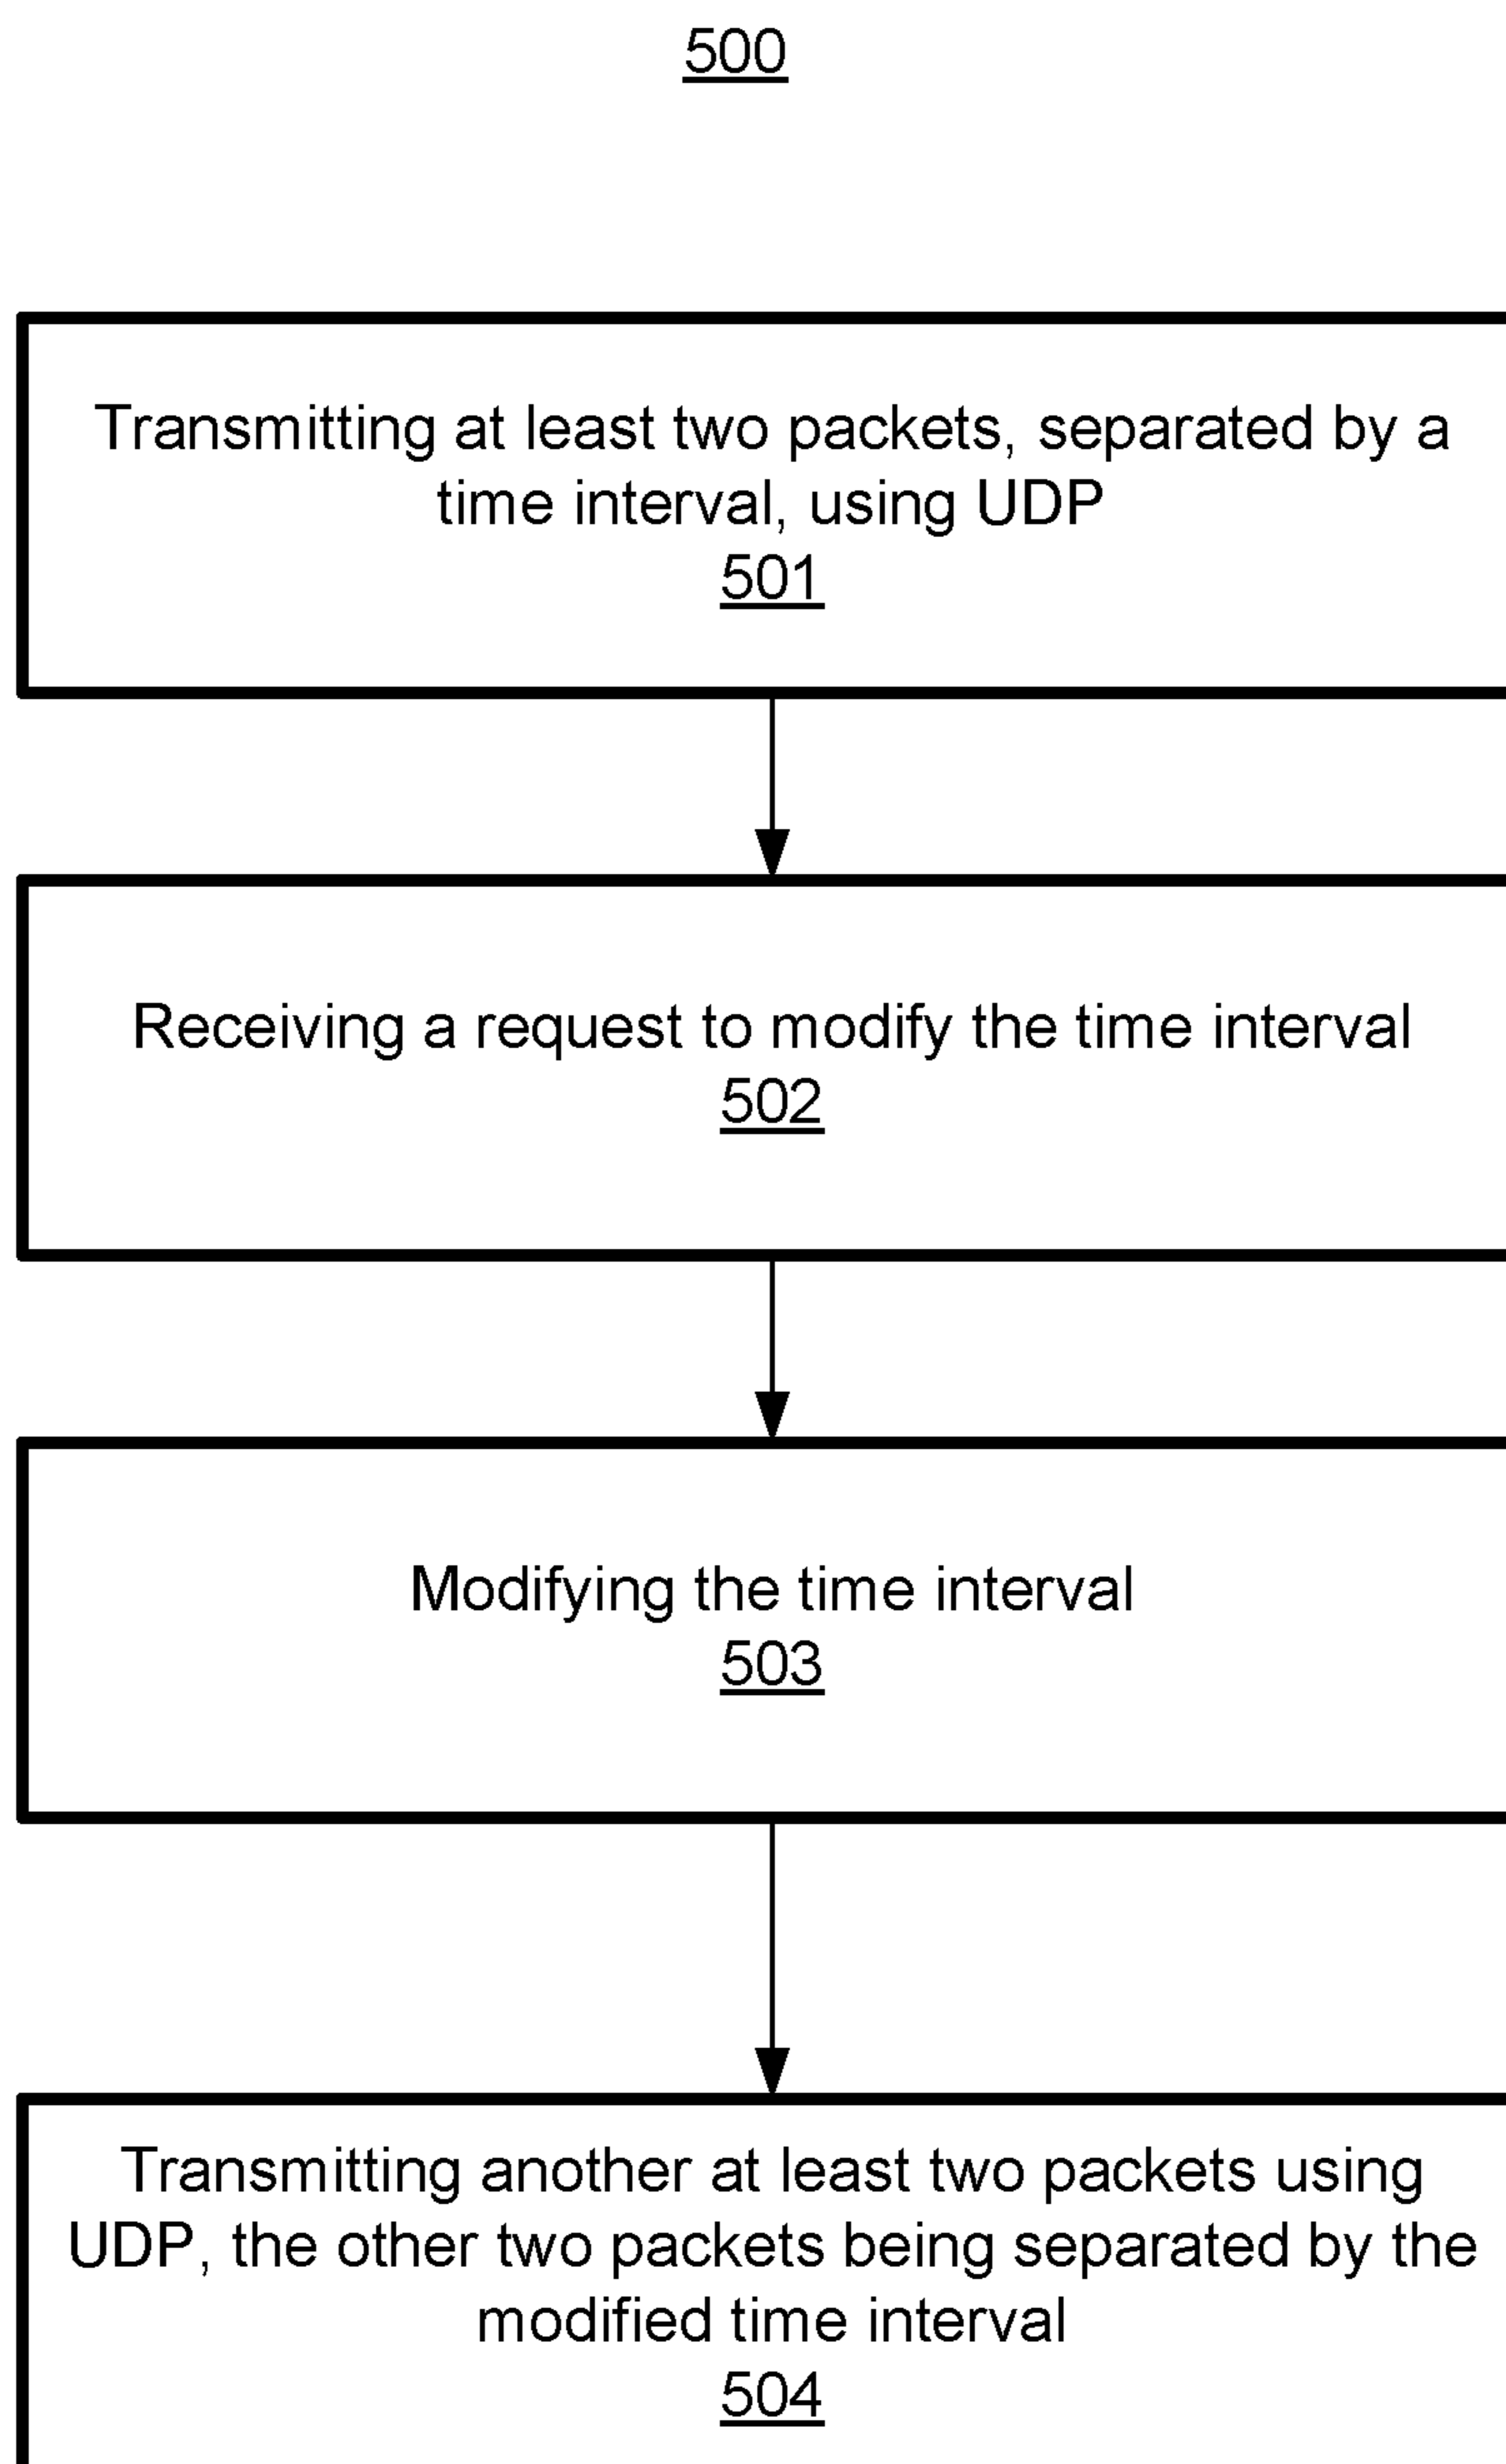 500
Transmitting at least two packets, separated by a
time interval, using UDP
501
Receiving a request to modify the time interval
502
Modifying the time interval
503
Transmitting another at least two packets using
UDP, the other two packets being separated by the
modified time interval
504